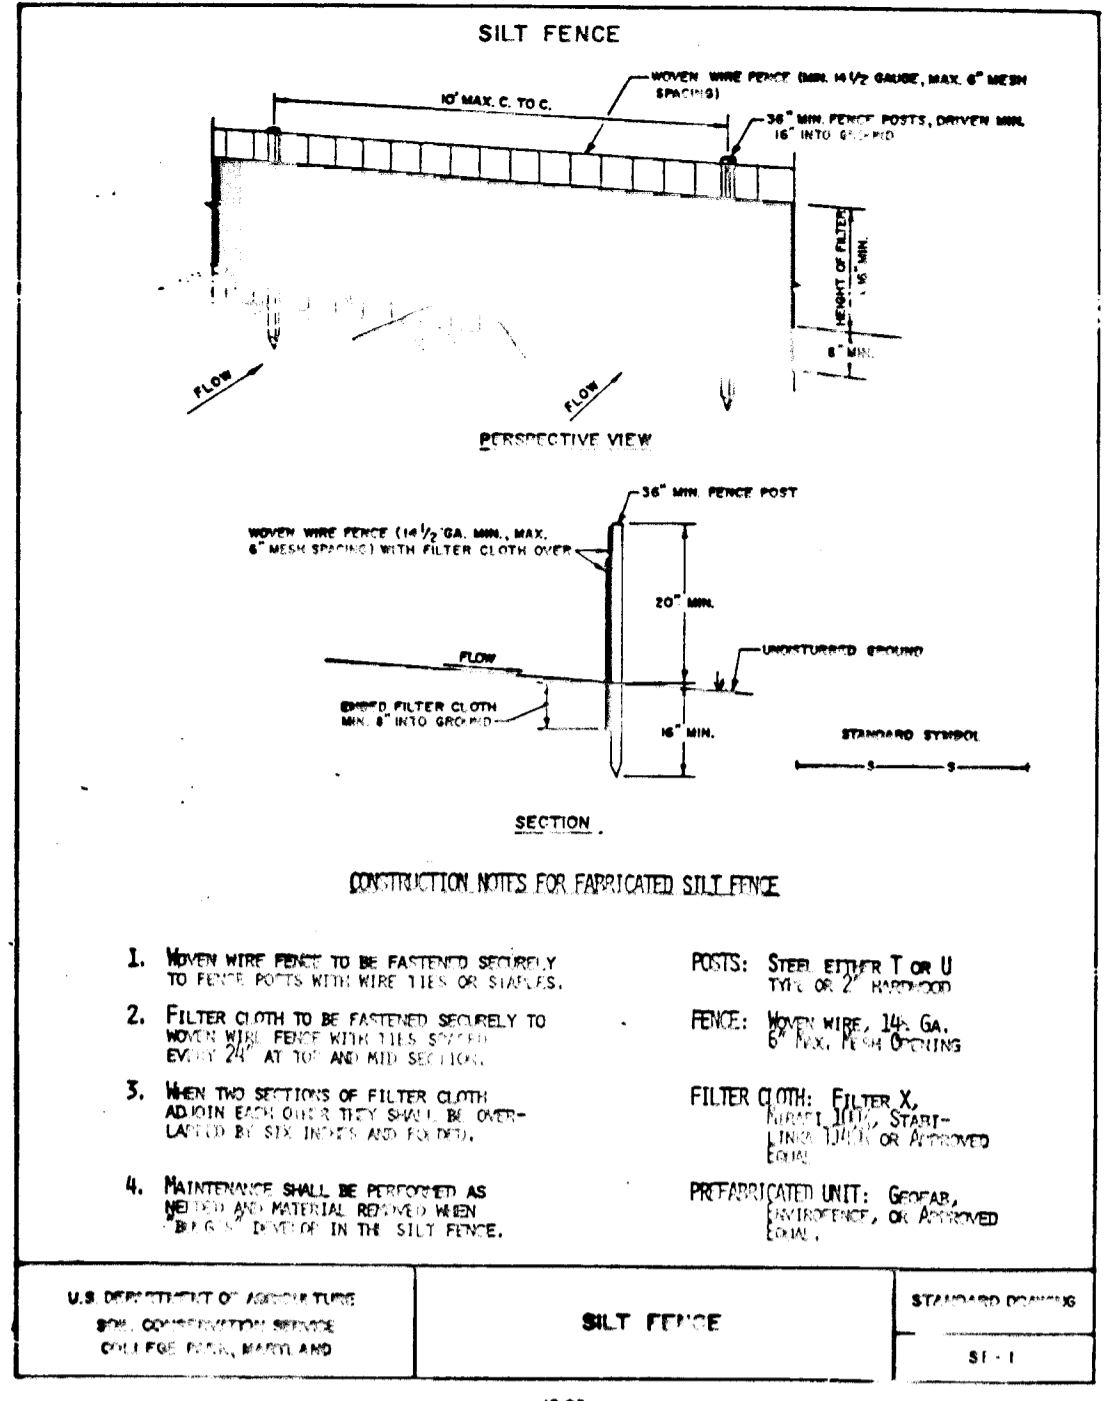 SILT FENCE
WOVEN WIRE FENCE (MIN. 14 1/2 GAUGE, MAX. 6" MESH
SPACING)
10' MAX. C. TO C.
36" MIN. FENCE POSTS, DRIVEN MIN.
16" INTO GROUND
HEIGHT OF FILTER
16" MIN.
8" MIN.
FLOW
FLOW
PERSPECTIVE VIEW
36" MIN. FENCE POST
WOVEN WIRE FENCE (14 1/2 GA. MIN., MAX.
6" MESH SPACING) WITH FILTER CLOTH OVER
20" MIN.
FLOW
UNDISTURBED GROUND
EMBED FILTER CLOTH
MIN. 8" INTO GROUND
16" MIN.
STANDARD SYMBOL
S S
SECTION
CONSTRUCTION NOTES FOR FABRICATED SILT FENCE
1. WOVEN WIRE FENCE TO BE FASTENED SECURELY
TO FENCE POSTS WITH WIRE TIES OR STAPLES.
2. FILTER CLOTH TO BE FASTENED SECURELY TO
WOVEN WIRE FENCE WITH TIES SPACED
EVERY 24" AT TOP AND MID SECTION.
3. WHEN TWO SECTIONS OF FILTER CLOTH
ADJOIN EACH OTHER THEY SHALL BE OVER-
LAPPED BY SIX INCHES AND FOLDED.
4. MAINTENANCE SHALL BE PERFORMED AS
NEEDED AND MATERIAL REMOVED WHEN
"BULGES" DEVELOP IN THE SILT FENCE.
POSTS: STEEL EITHER T OR U
TYPE OR 2" HARDWOOD
FENCE: WOVEN WIRE, 14½ GA.
6" MAX. MESH OPENING
FILTER CLOTH: FILTER X,
MIRAFI 100X, STABI-
LINKA OR APPROVED
EQUAL
PREFABRICATED UNIT: GEOFAB,
ENVIROFENCE, OR APPROVED
EQUAL.
U.S. DEPARTMENT OF AGRICULTURE
SOIL CONSERVATION SERVICE
COLLEGE PARK, MARYLAND
SILT FENCE
STANDARD DRAWING
SF - 1